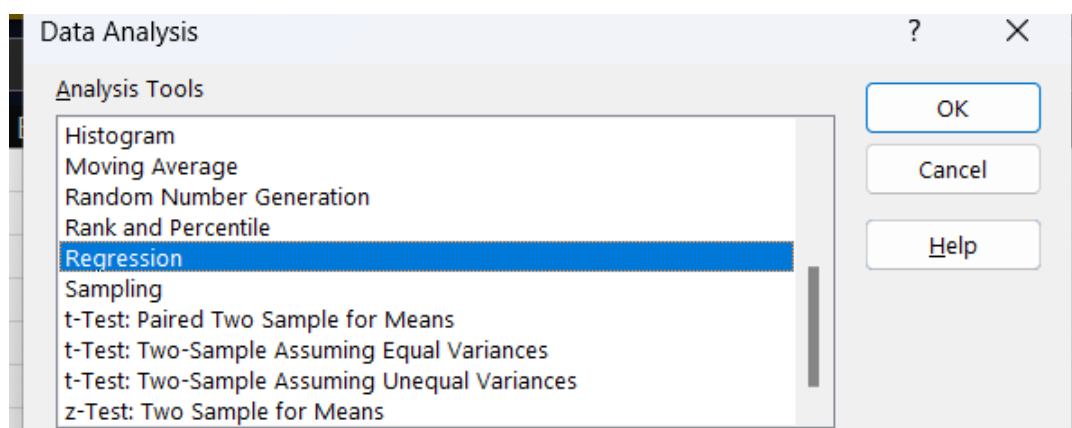 Data Analysis
?
Analysis Tools
OK
Histogram
Moving Average
Cancel
Random Number Generation
Rank and Percentile
Regression
Help
Sampling
t-Test: Paired Two Sample for Means
t-Test: Two-Sample Assuming Equal Variances
t-Test: Two-Sample Assuming Unequal Variances
z-Test: Two Sample for Means